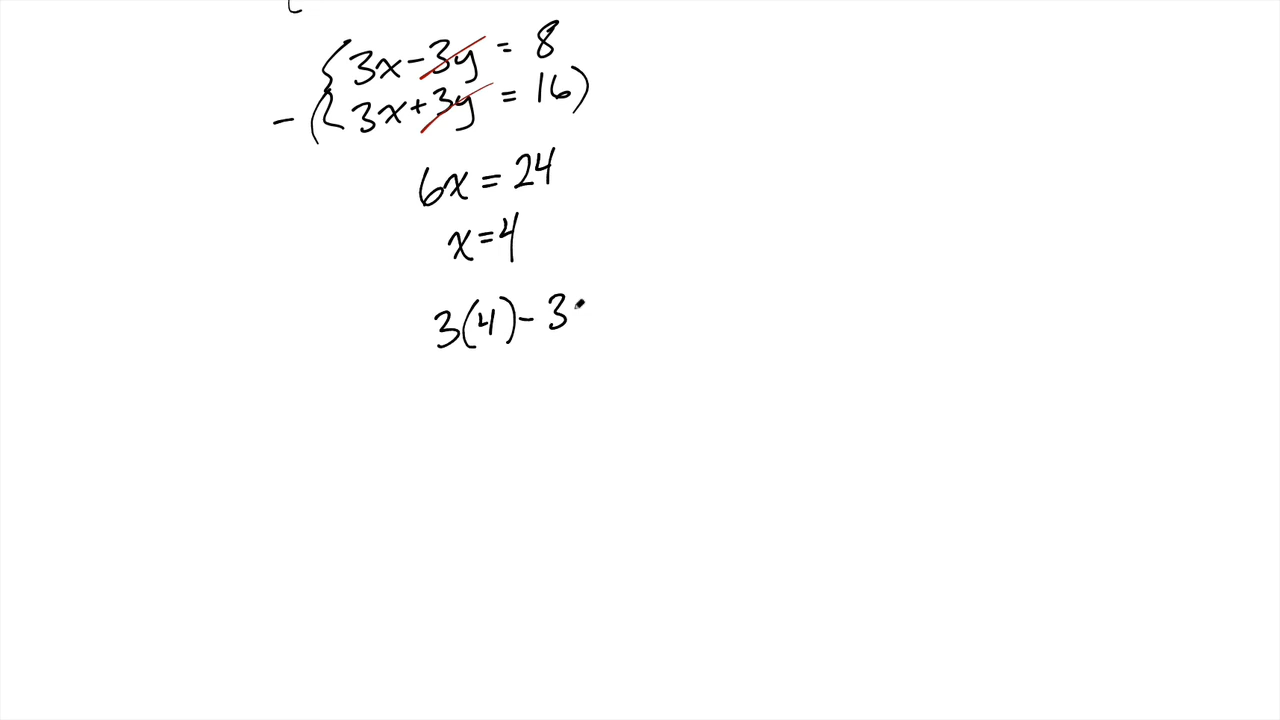 3x - 3y = 8
- (3x + 3y = 16)
6x = 24
x = 4
3(4) - 3